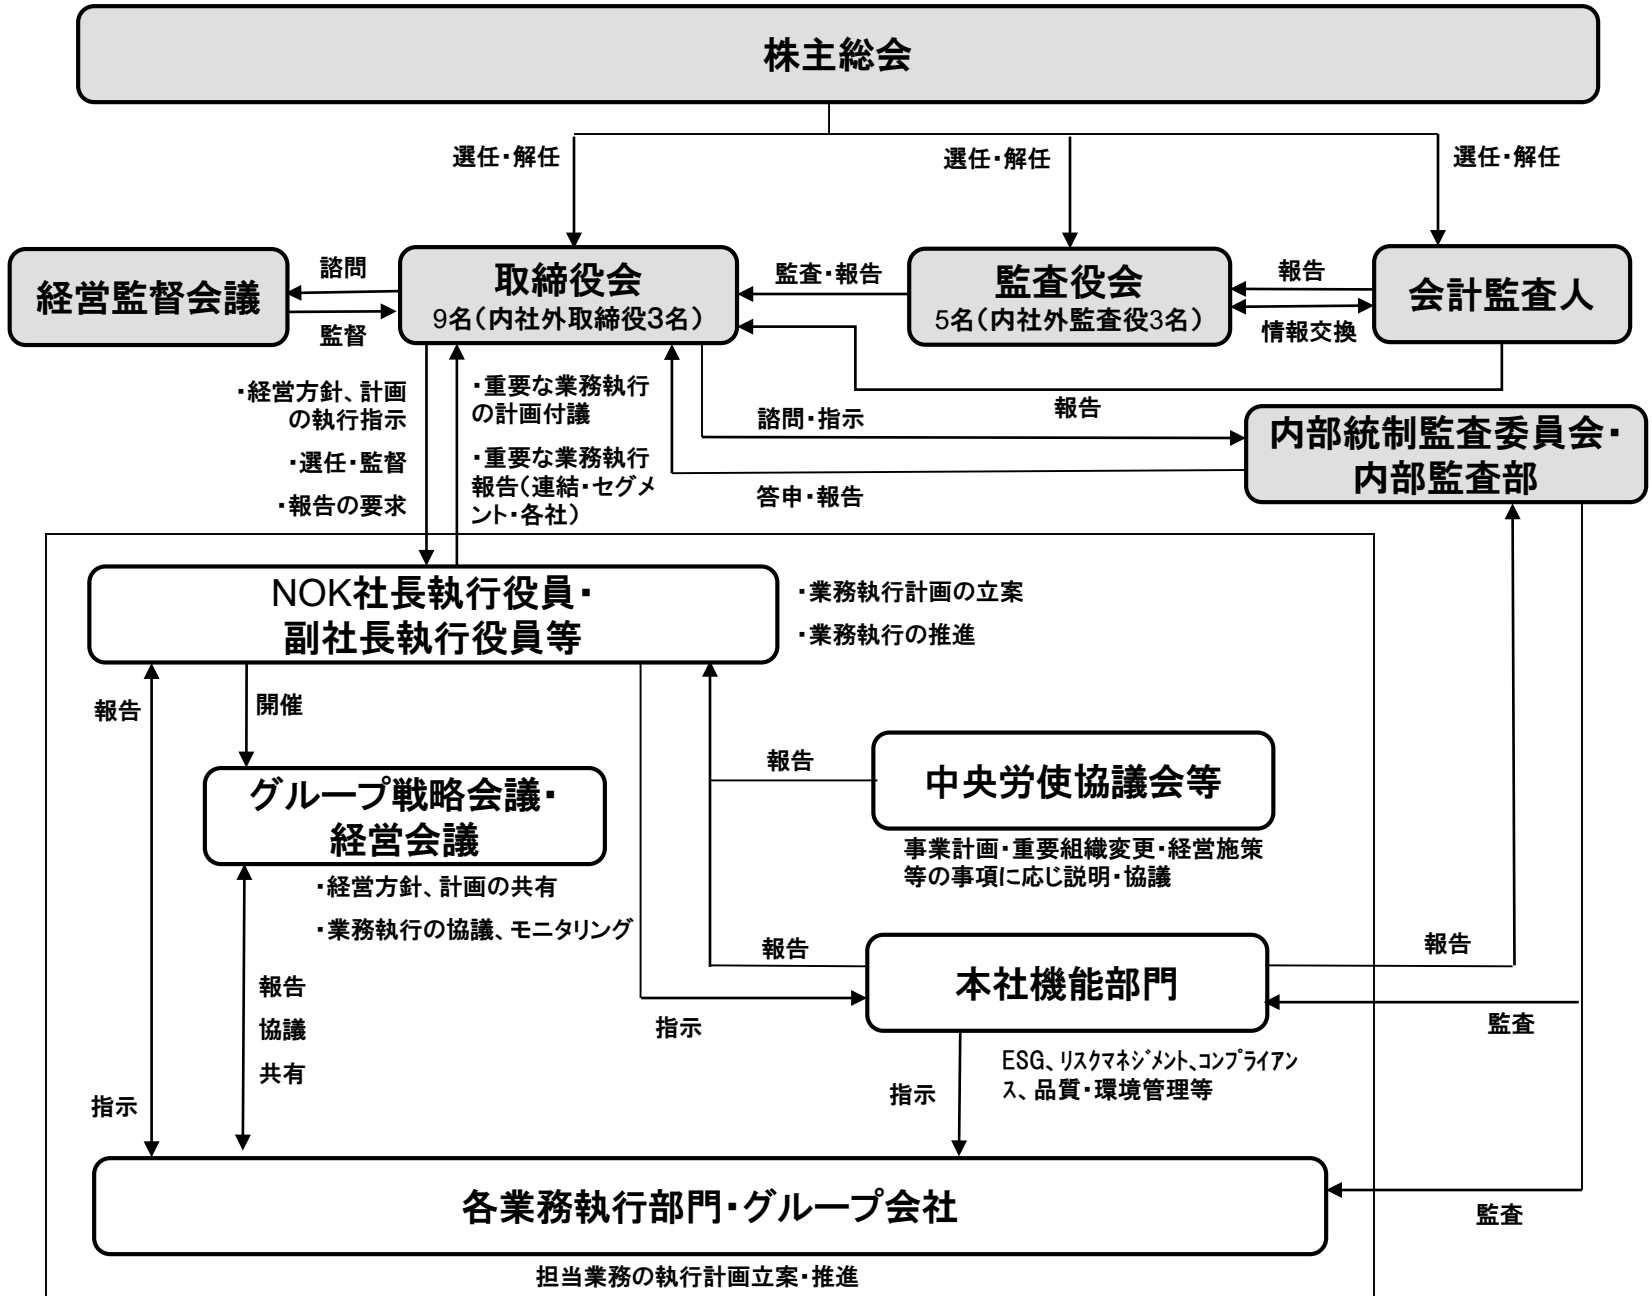 株主総会
選任・解任
選任・解任
選任・解任
経営監督会議
諮問
監督
取締役会
9名（内社外取締役3名）
監査・報告
監査役会
5名（内社外監査役3名）
報告
情報交換
会計監査人
・経営方針、計画
の執行指示
・選任・監督
・報告の要求
・重要な業務執行
の計画付議
・重要な業務執行
報告（連結・セグメ
ント・各社）
報告
諮問・指示
答申・報告
内部統制監査委員会・
内部監査部
NOK社長執行役員・
副社長執行役員等
・業務執行計画の立案
・業務執行の推進
報告
開催
報告
中央労使協議会等
事業計画・重要組織変更・経営施策
等の事項に応じ説明・協議
グループ戦略会議・
経営会議
・経営方針、計画の共有
・業務執行の協議、モニタリング
報告
協議
共有
報告
指示
本社機能部門
報告
監査
ESG、ﾘｽｸﾏﾈｼﾞﾒﾝﾄ､ｺﾝﾌﾟﾗｲｱﾝ
ｽ、品質・環境管理等
指示
指示
各業務執行部門・グループ会社
監査
担当業務の執行計画立案・推進